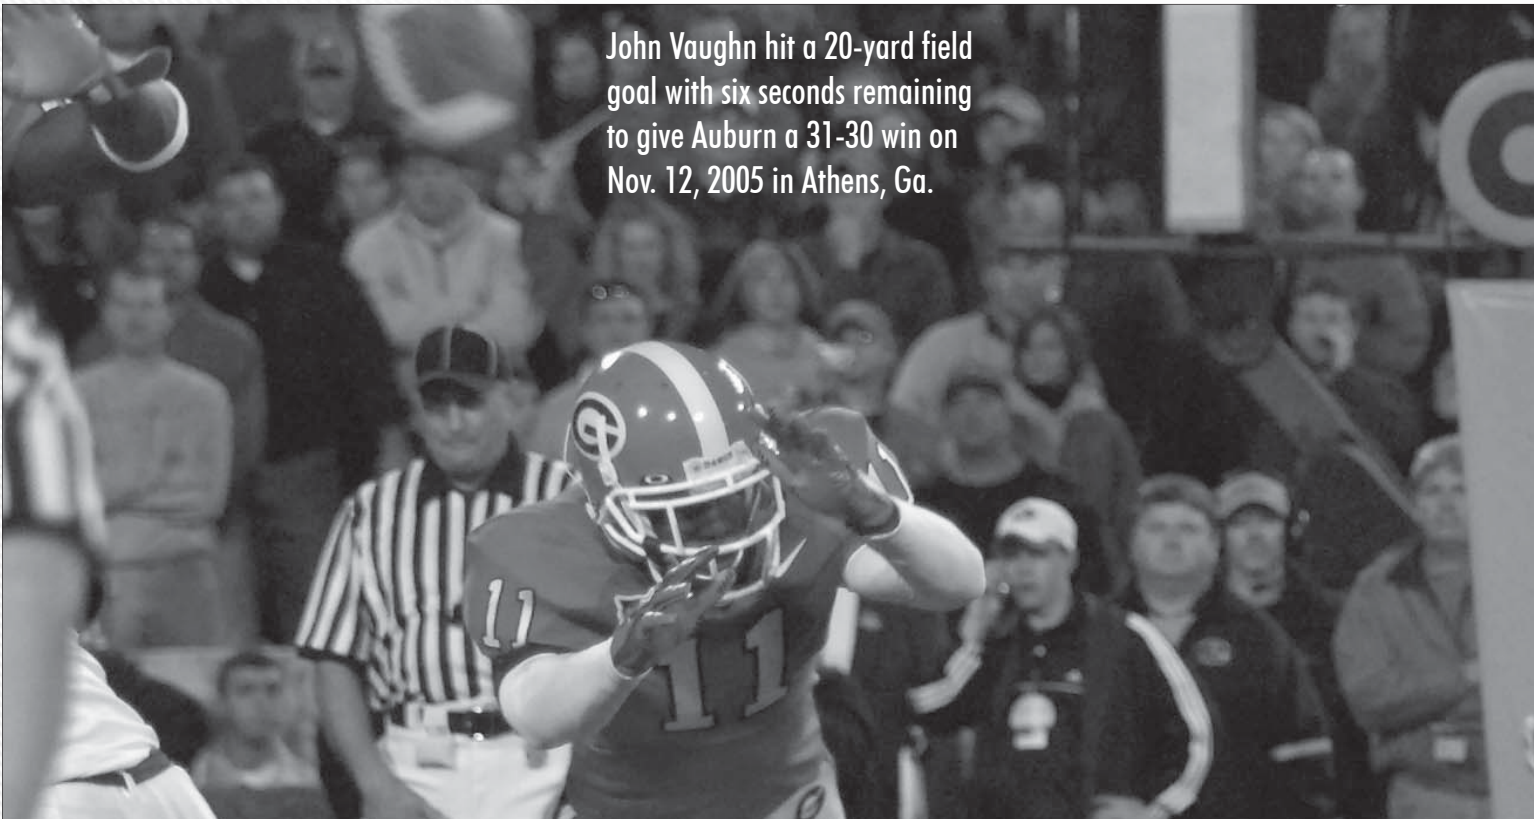 John Vaughn hit a 20-yard field
goal with six seconds remaining
to give Auburn a 31-30 win on
Nov. 12, 2005 in Athens, Ga.
G
11
11